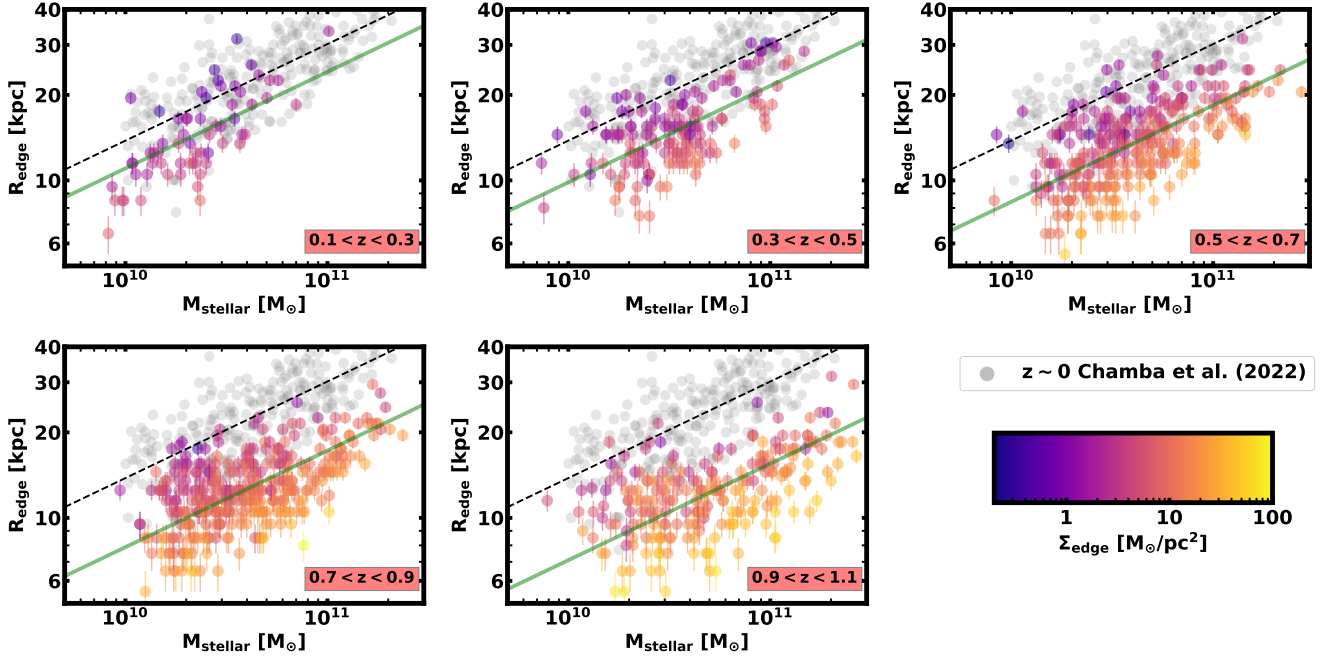 40
30
20
10
6
R_edge [kpc]
0.1 < z < 0.3
10^10
10^11
M_stellar [M_⊙]
40
30
20
10
6
R_edge [kpc]
0.3 < z < 0.5
10^10
10^11
M_stellar [M_⊙]
40
30
20
10
6
R_edge [kpc]
0.5 < z < 0.7
10^10
10^11
M_stellar [M_⊙]
40
30
20
10
6
R_edge [kpc]
0.7 < z < 0.9
10^10
10^11
M_stellar [M_⊙]
40
30
20
10
6
R_edge [kpc]
0.9 < z < 1.1
10^10
10^11
M_stellar [M_⊙]
z ~ 0 Chamba et al. (2022)
1 10 100
Σ_edge [M_⊙/pc^2]